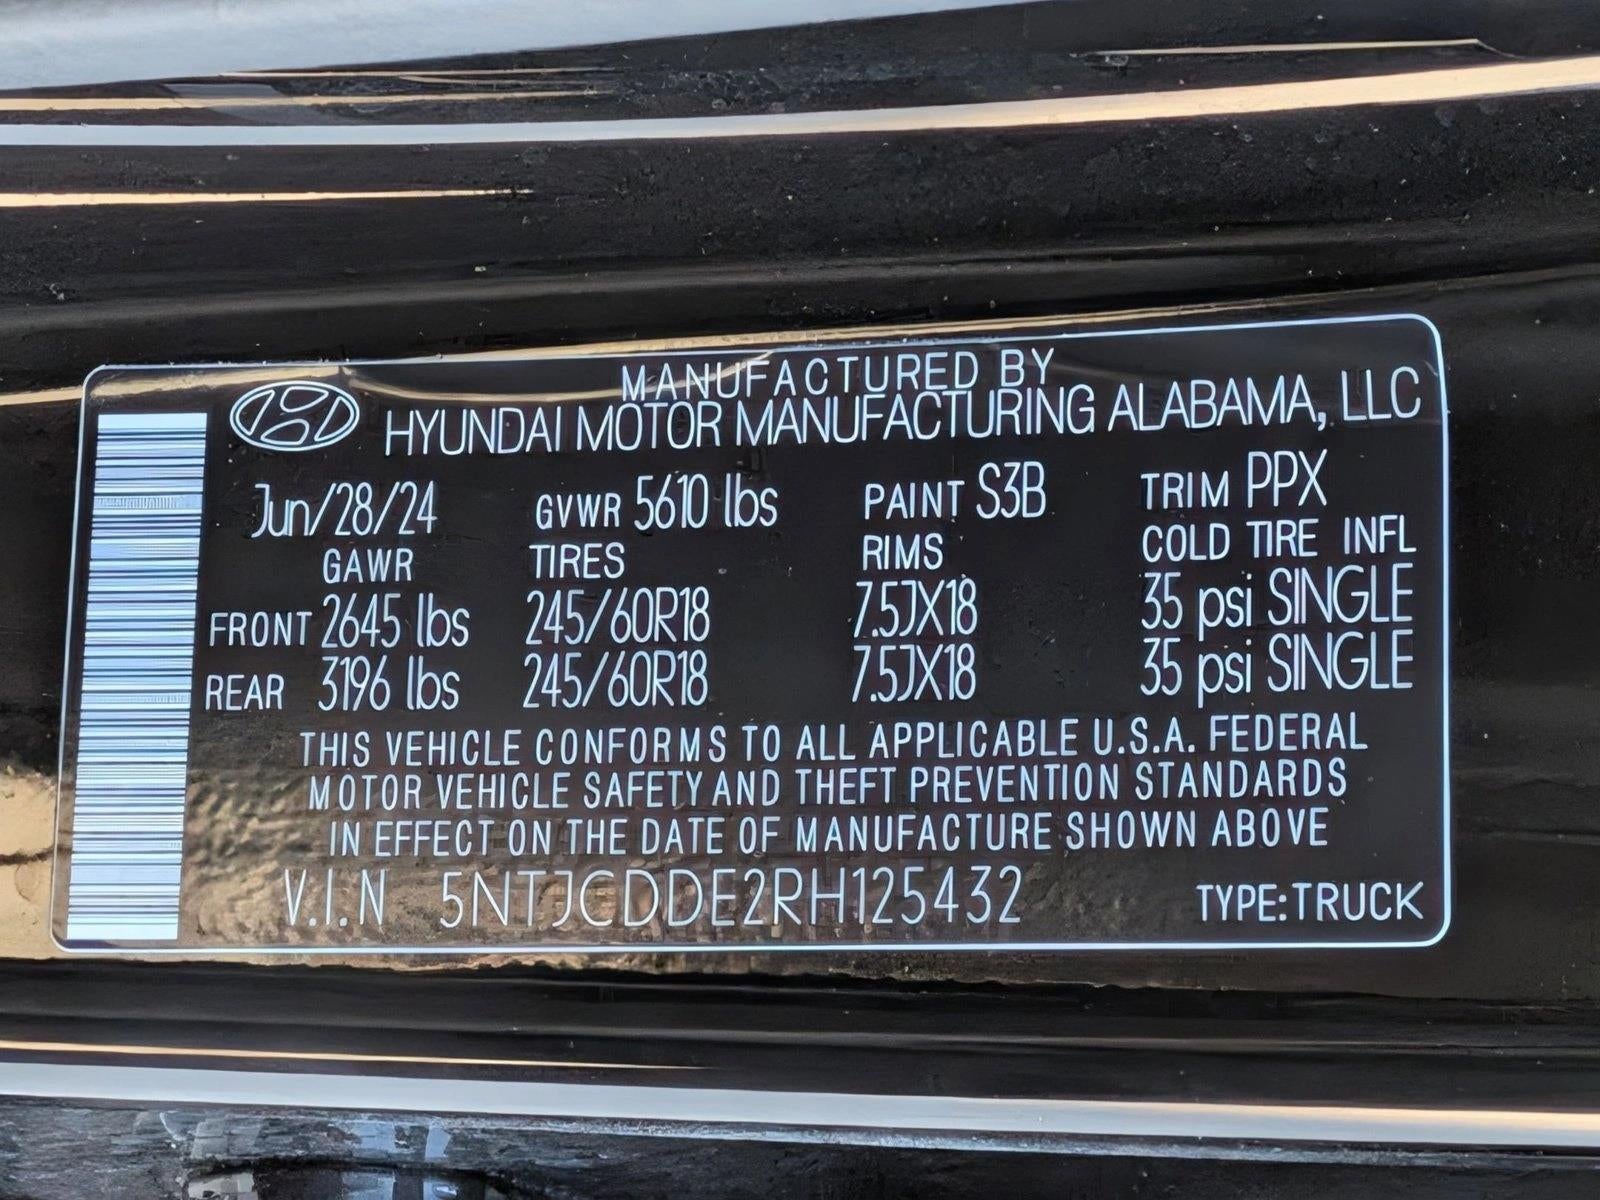 MANUFACTURED BY
HYUNDAI MOTOR MANUFACTURING ALABAMA, LLC
Jun/28/24 GVWR 5610 lbs PAINT S3B TRIM PPX
GAWR TIRES RIMS COLD TIRE INFL
FRONT 2645 lbs 245/60R18 7.5JX18 35 psi SINGLE
REAR 3196 lbs 245/60R18 7.5JX18 35 psi SINGLE
THIS VEHICLE CONFORMS TO ALL APPLICABLE U.S.A. FEDERAL
MOTOR VEHICLE SAFETY AND THEFT PREVENTION STANDARDS
IN EFFECT ON THE DATE OF MANUFACTURE SHOWN ABOVE
V.I.N 5NTJCDDE2RH125432 TYPE:TRUCK